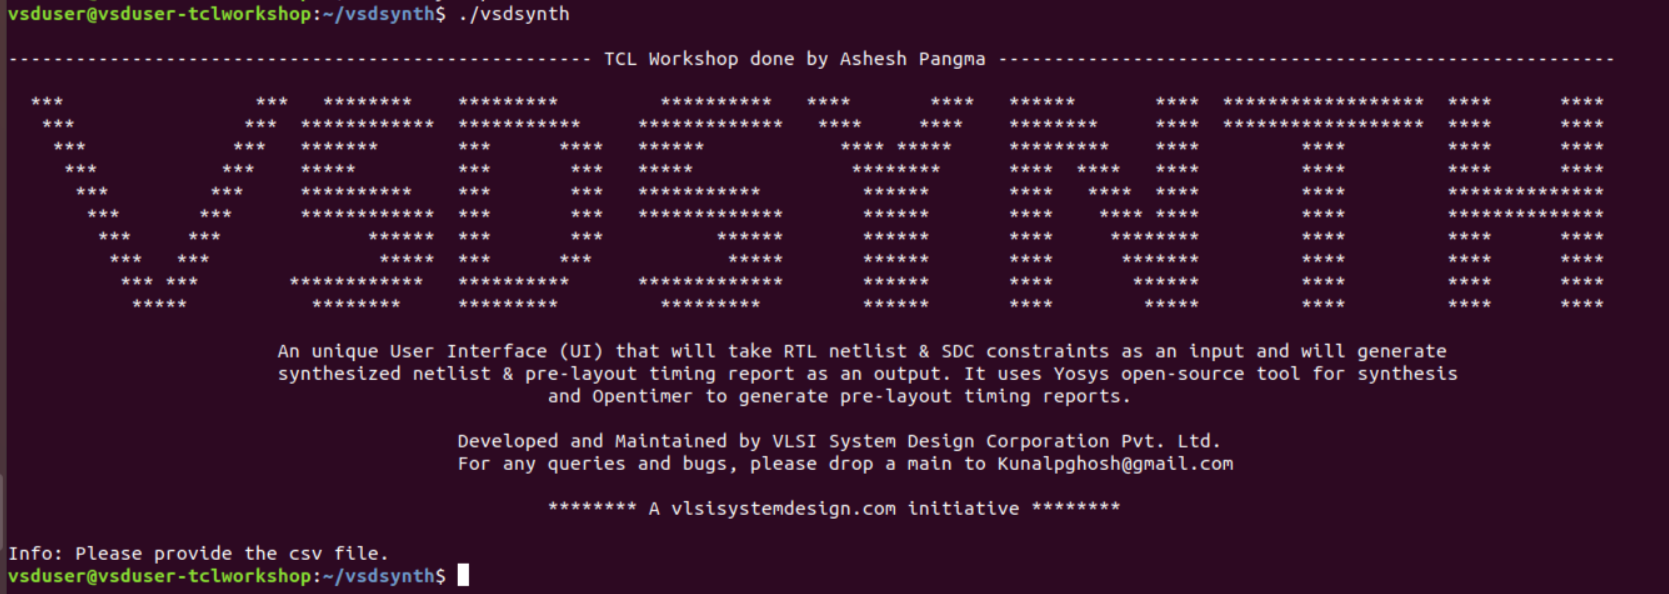 vsduser@vsduser-tclworkshop:~/vsdsynth$ ./vsdsynth
---------------------------------------------------- TCL Workshop done by Ashesh Pangma -------------------------------------------------------
VSDSYNTH
An unique User Interface (UI) that will take RTL netlist & SDC constraints as an input and will generate
synthesized netlist & pre-layout timing report as an output. It uses Yosys open-source tool for synthesis
and Opentimer to generate pre-layout timing reports.
Developed and Maintained by VLSI System Design Corporation Pvt. Ltd.
For any queries and bugs, please drop a main to Kunalpghosh@gmail.com
******** A vlsisystemdesign.com initiative ********
Info: Please provide the csv file.
vsduser@vsduser-tclworkshop:~/vsdsynth$